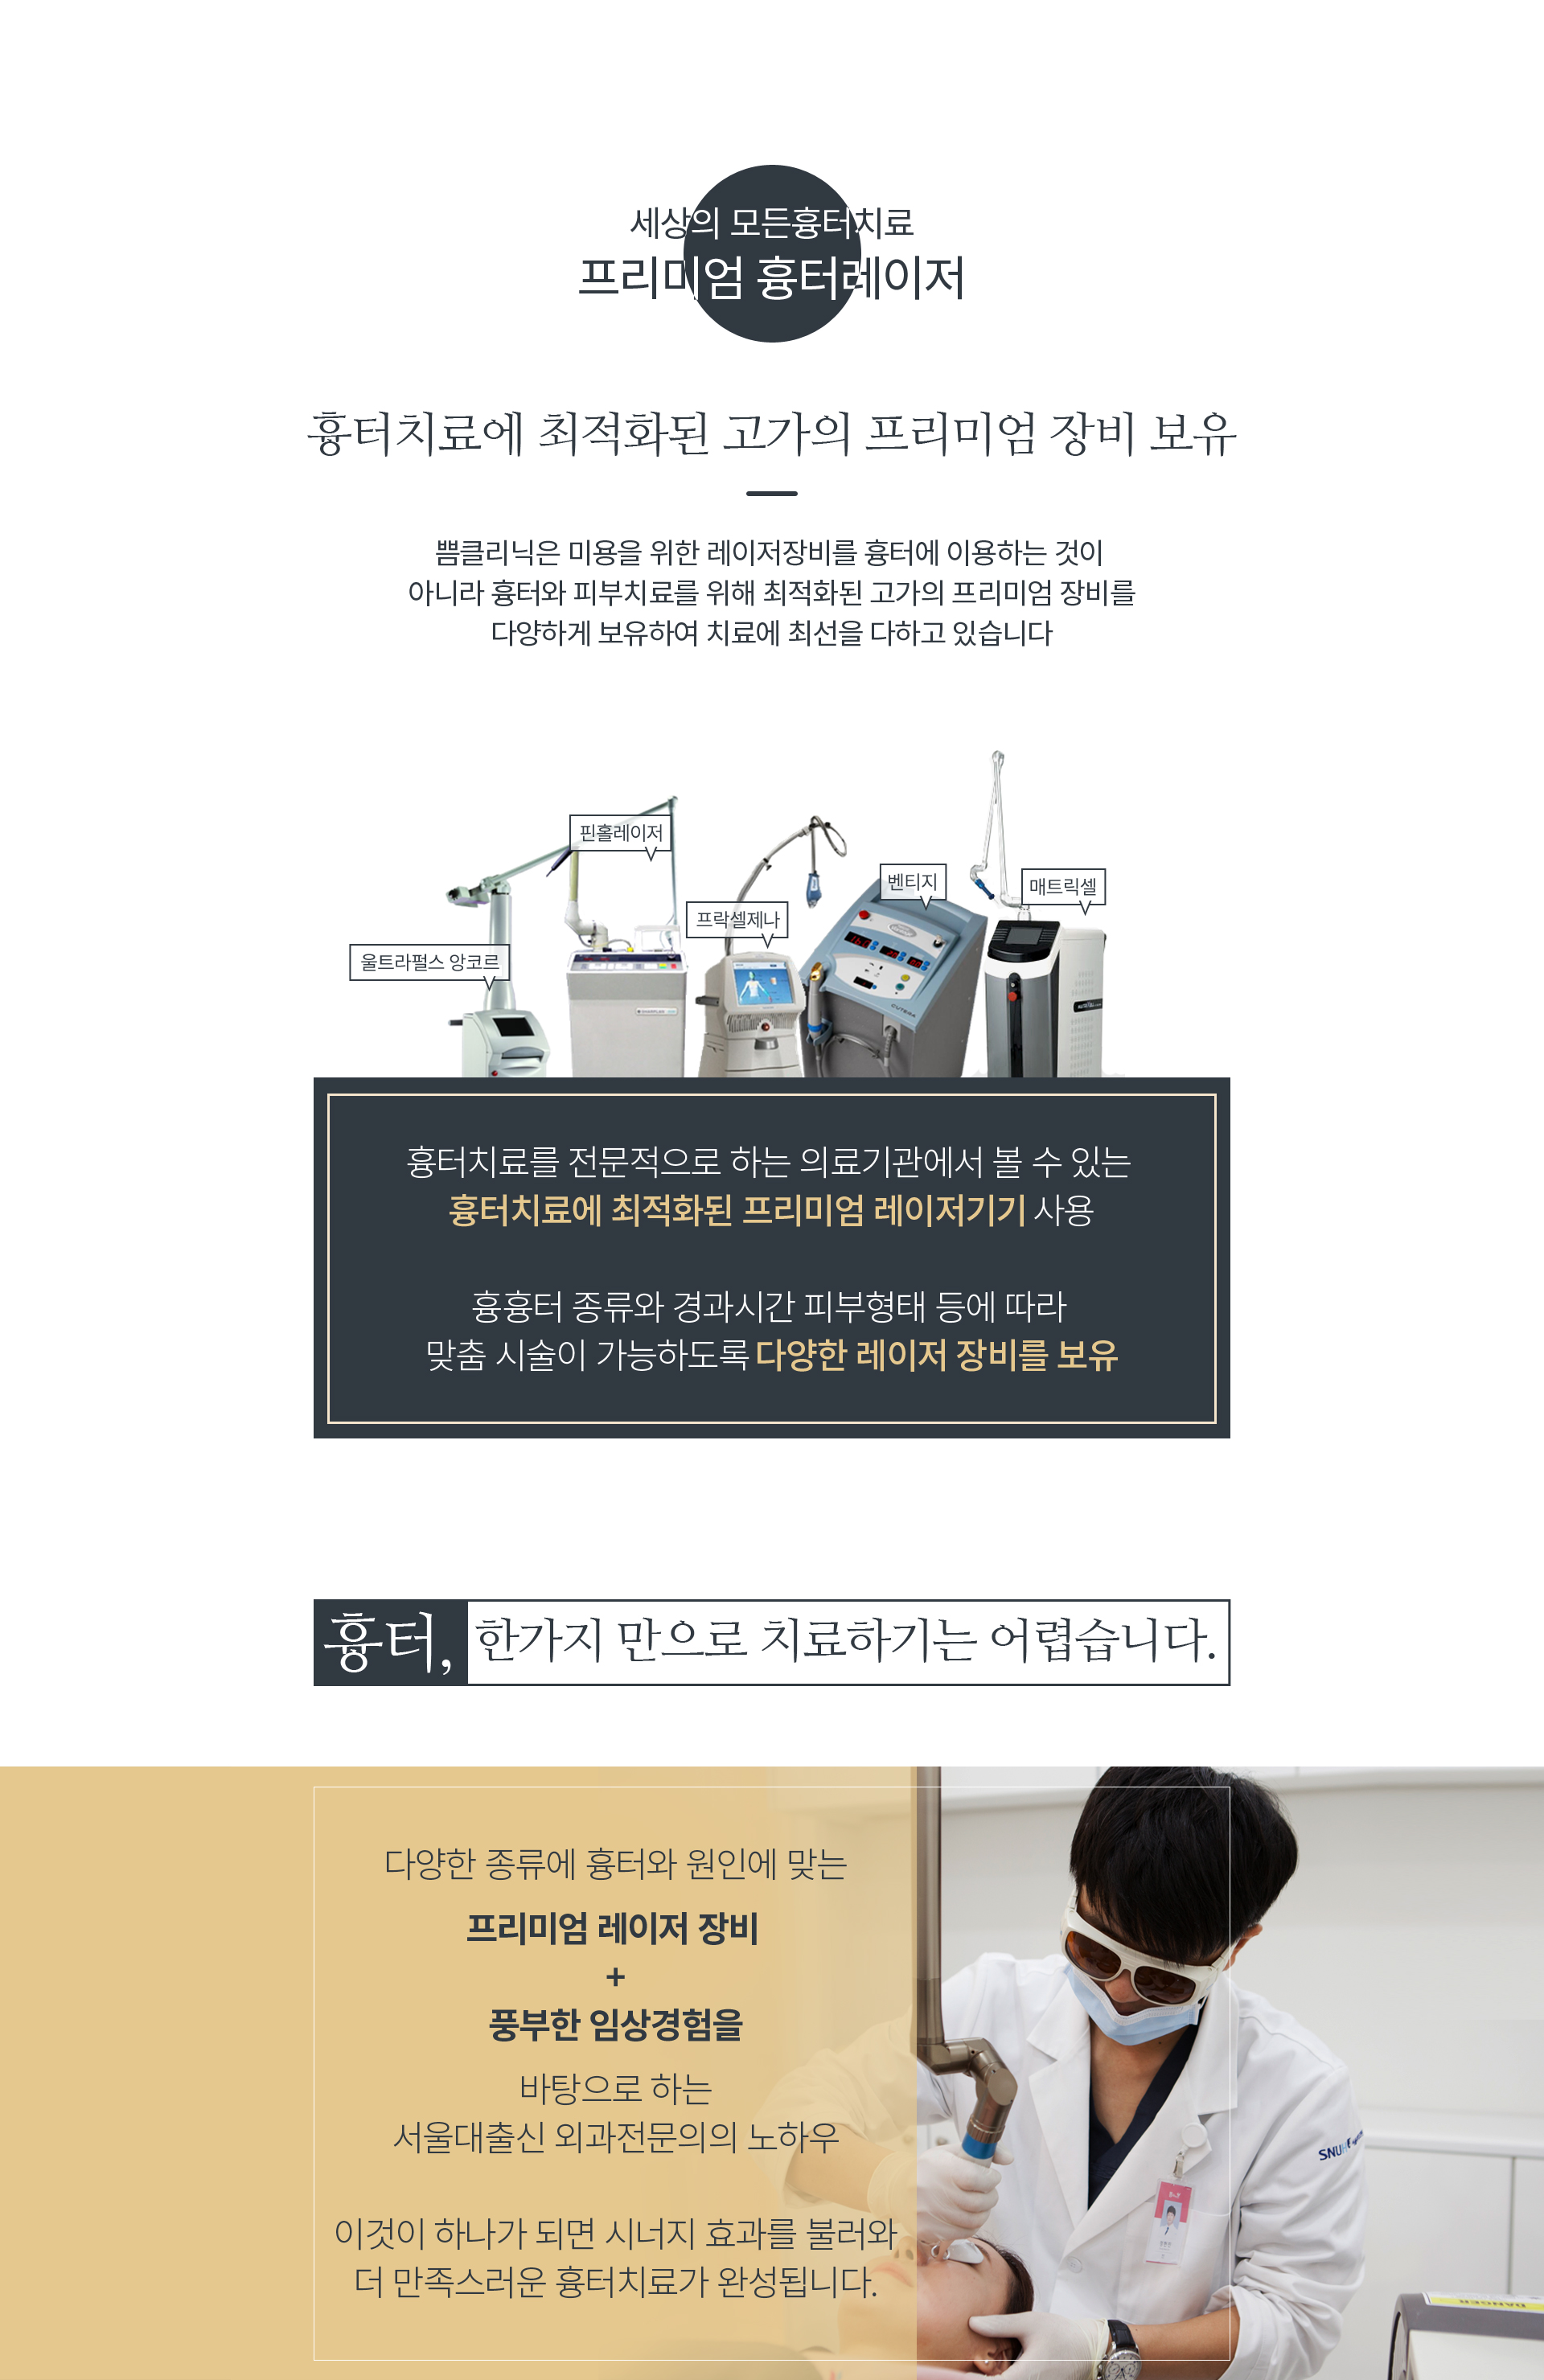 세상의 모든흉터치료
프리미엄 흉터레이저
흉터치료에 최적화된 고가의 프리미엄 장비 보유
쁨클리닉은 미용을 위한 레이저장비를 흉터에 이용하는 것이
아니라 흉터와 피부치료를 위해 최적화된 고가의 프리미엄 장비를
다양하게 보유하여 치료에 최선을 다하고 있습니다
핀홀레이저
벤티지
매트릭셀
프락셀제나
울트라펄스 앙코르
CUTERA
흉터치료를 전문적으로 하는 의료기관에서 볼 수 있는
흉터치료에 최적화된 프리미엄 레이저기기 사용
흉흉터 종류와 경과시간 피부형태 등에 따라
맞춤 시술이 가능하도록 다양한 레이저 장비를 보유
흉터, 한가지 만으로 치료하기는 어렵습니다.
다양한 종류에 흉터와 원인에 맞는
프리미엄 레이저 장비
+
풍부한 임상경험을
바탕으로 하는
서울대출신 외과전문의의 노하우
이것이 하나가 되면 시너지 효과를 불러와
더 만족스러운 흉터치료가 완성됩니다.
DANGER